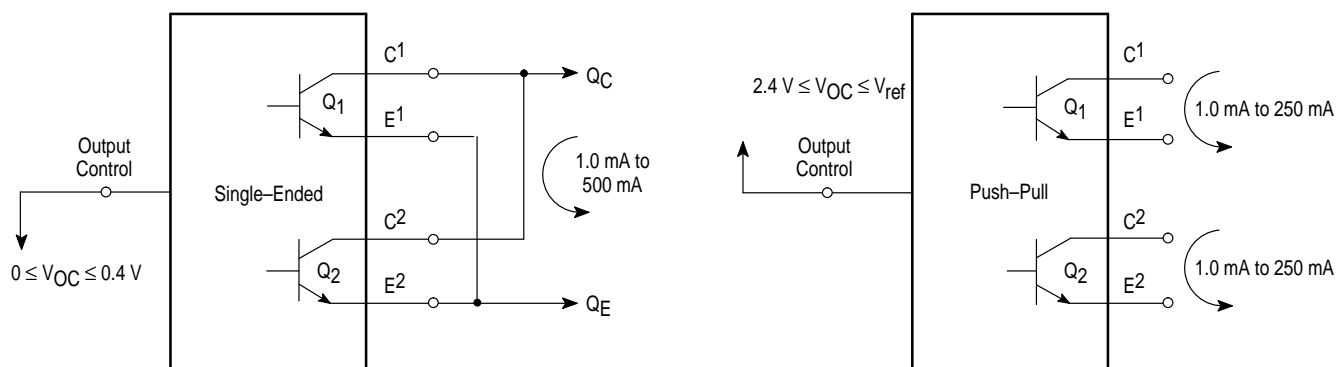 C1
Q1
E1
QC
Output
Control
Single–Ended
1.0 mA to
500 mA
0 ≤ VOC ≤ 0.4 V
C2
Q2
E2
QE
2.4 V ≤ VOC ≤ Vref
C1
Q1
E1
1.0 mA to 250 mA
Output
Control
Push–Pull
C2
Q2
E2
1.0 mA to 250 mA